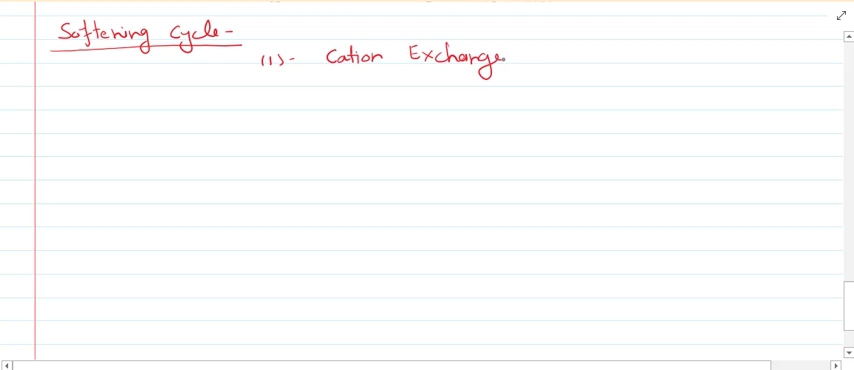 Softening Cycle-
(1)- Cation Exchange